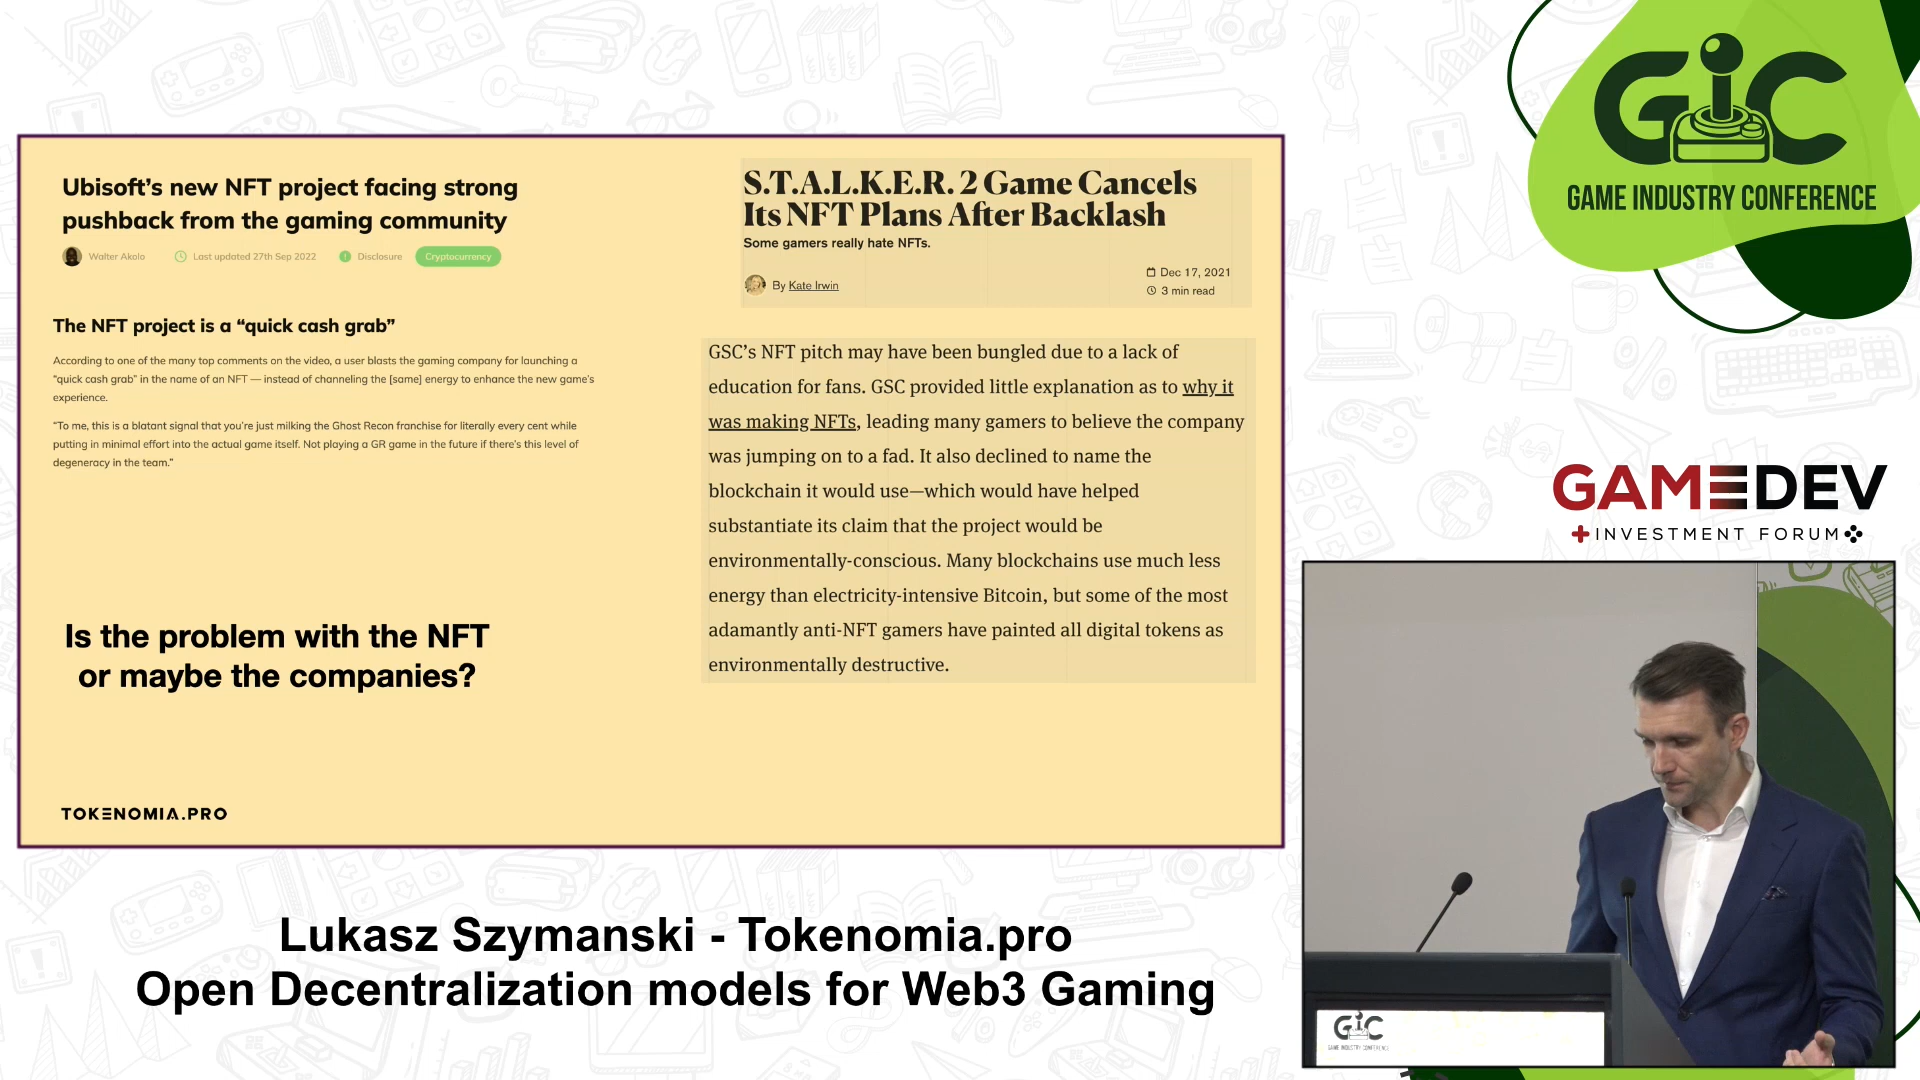 Ubisoft’s new NFT project facing strong
pushback from the gaming community
Walter Akolo
Last updated 27th Sep 2022
Disclosure
Cryptocurrency
The NFT project is a “quick cash grab”
According to one of the many top comments on the video, a user blasts the gaming company for launching a
“quick cash grab” in the name of an NFT — instead of channeling the [same] energy to enhance the new game’s
experience.
“To me, this is a blatant signal that you’re just milking the Ghost Recon franchise for literally every cent while
putting in minimal effort into the actual game itself. Not playing a GR game in the future if there’s this level of
degeneracy in the team.”
Is the problem with the NFT
or maybe the companies?
TOKENOMIA.PRO
S.T.A.L.K.E.R. 2 Game Cancels
Its NFT Plans After Backlash
Some gamers really hate NFTs.
By Kate Irwin
Dec 17, 2021
3 min read
GSC’s NFT pitch may have been bungled due to a lack of
education for fans. GSC provided little explanation as to why it
was making NFTs, leading many gamers to believe the company
was jumping on to a fad. It also declined to name the
blockchain it would use—which would have helped
substantiate its claim that the project would be
environmentally-conscious. Many blockchains use much less
energy than electricity-intensive Bitcoin, but some of the most
adamantly anti-NFT gamers have painted all digital tokens as
environmentally destructive.
GIC
GAME INDUSTRY CONFERENCE
GAMEDEV
INVESTMENT FORUM
GIC
GAME INDUSTRY CONFERENCE
Lukasz Szymanski - Tokenomia.pro
Open Decentralization models for Web3 Gaming